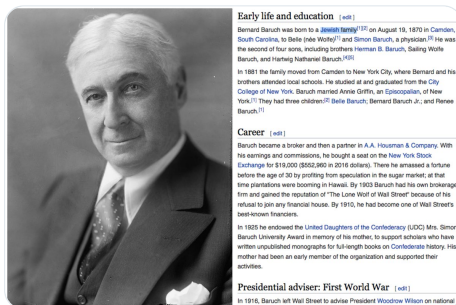 Early life and education [ edit ]
Bernard Baruch was born to a Jewish family[1][2] on August 19, 1870 in Camden,
South Carolina, to Belle (née Wolfe)[1] and Simon Baruch, a physician.[3] He was
the second of four sons, including brothers Herman B. Baruch, Sailing Wolfe
Baruch, and Hartwig Nathaniel Baruch.[4][5]
In 1881 the family moved from Camden to New York City, where Bernard and his
brothers attended local schools. He studied at and graduated from the City
College of New York. Baruch married Annie Griffin, an Episcopalian, of New
York.[1] They had three children:[2] Belle Baruch; Bernard Baruch Jr.; and Renee
Baruch.[1]
Career [ edit ]
Baruch became a broker and then a partner in A.A. Housman & Company. With
his earnings and commissions, he bought a seat on the New York Stock
Exchange for $19,000 ($552,960 in 2016 dollars). There he amassed a fortune
before the age of 30 by profiting from speculation in the sugar market; at that
time plantations were booming in Hawaii. By 1903 Baruch had his own brokerage
firm and gained the reputation of "The Lone Wolf of Wall Street" because of his
refusal to join any financial house. By 1910, he had become one of Wall Street's
best-known financiers.
In 1925 he endowed the United Daughters of the Confederacy (UDC) Mrs. Simon
Baruch University Award in memory of his mother, to support scholars who have
written unpublished monographs for full-length books on Confederate history. His
mother had been an early member of the organization and supported their
activities.
Presidential adviser: First World War [ edit ]
In 1916, Baruch left Wall Street to advise President Woodrow Wilson on national